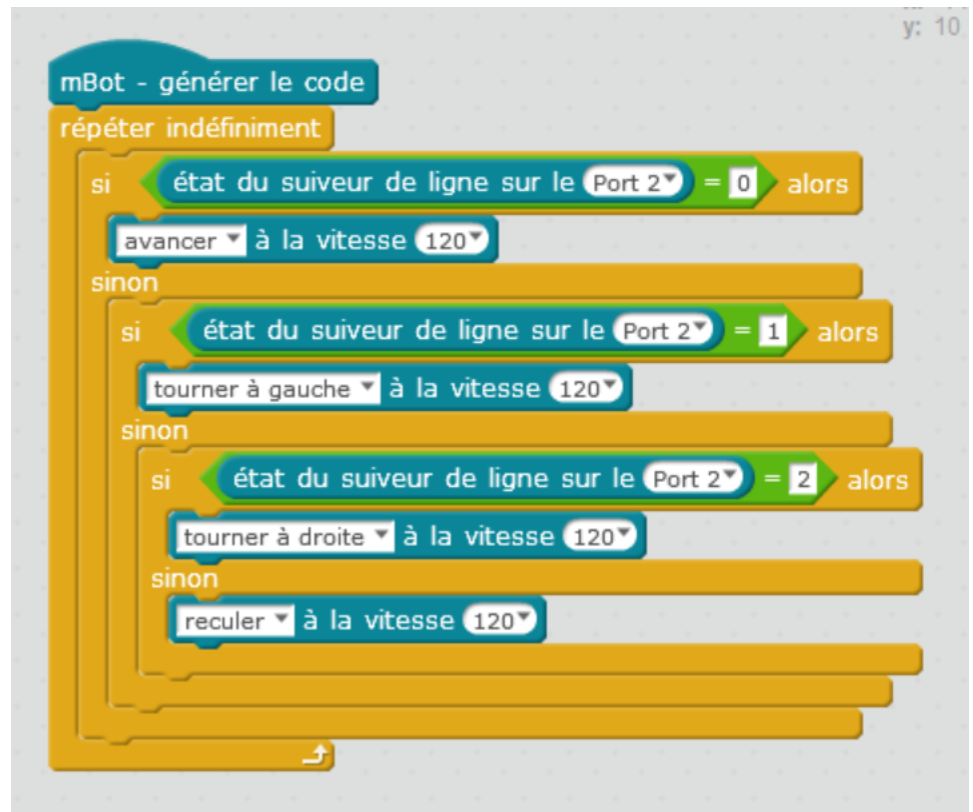 y: 10
mBot - générer le code
répéter indéfiniment
si état du suiveur de ligne sur le Port 2 = 0 alors
avancer à la vitesse 120
sinon
si état du suiveur de ligne sur le Port 2 = 1 alors
tourner à gauche à la vitesse 120
sinon
si état du suiveur de ligne sur le Port 2 = 2 alors
tourner à droite à la vitesse 120
sinon
reculer à la vitesse 120